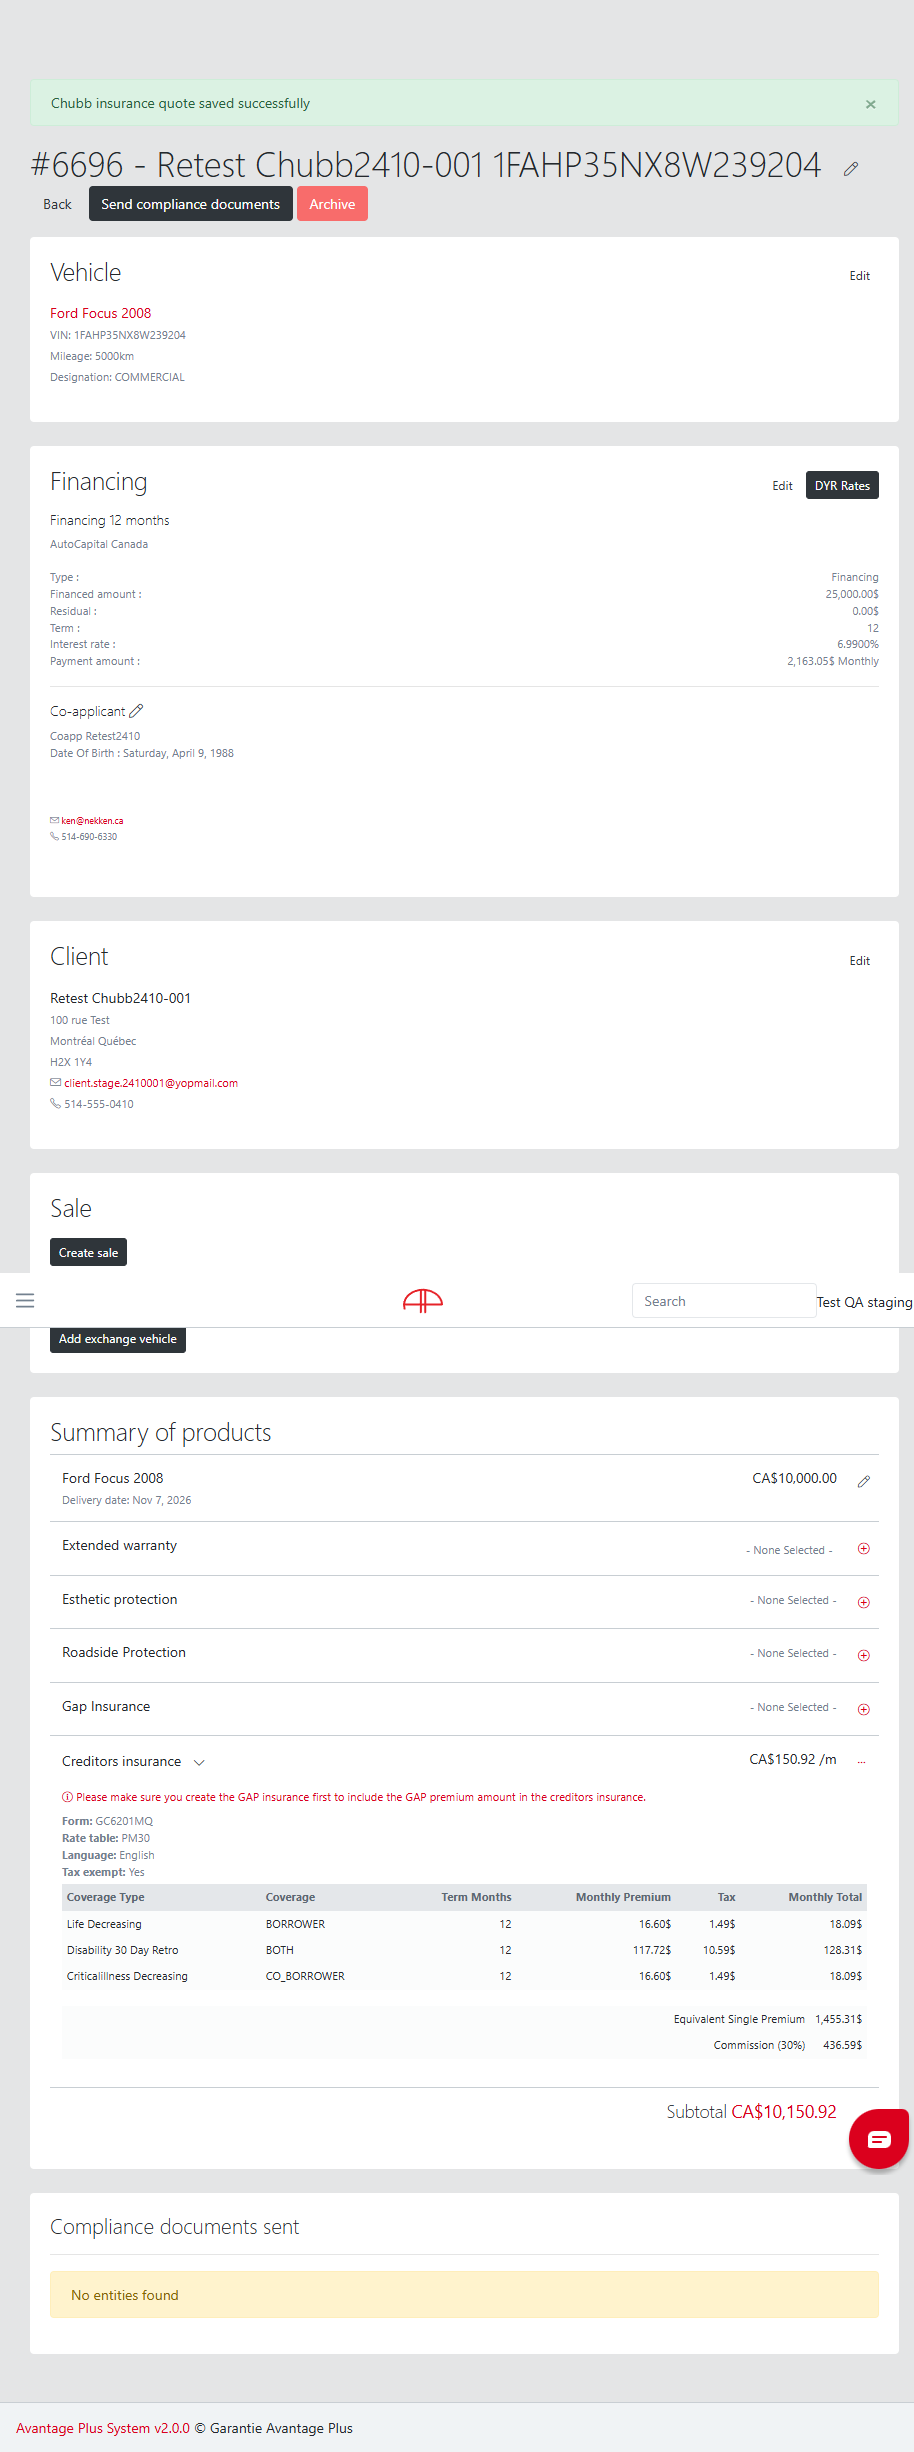 Chubb insurance quote saved successfully ×
#6696 - Retest Chubb2410-001 1FAHP35NX8W239204
Back Send compliance documents Archive
Vehicle Edit
Ford Focus 2008
VIN: 1FAHP35NX8W239204
Mileage: 5000km
Designation: COMMERCIAL
Financing Edit DYR Rates
Financing 12 months
AutoCapital Canada
Type : Financing
Financed amount : 25,000.00$
Residual : 0.00$
Term : 12
Interest rate : 6.9900%
Payment amount : 2,163.05$ Monthly
Co-applicant
Coapp Retest2410
Date Of Birth : Saturday, April 9, 1988
ken@nekken.ca
514-690-6330
Client Edit
Retest Chubb2410-001
100 rue Test
Montréal Québec
H2X 1Y4
client.stage.2410001@yopmail.com
514-555-0410
Sale
Create sale
Search Test QA staging
Add exchange vehicle
Summary of products
Ford Focus 2008 CA$10,000.00
Delivery date: Nov 7, 2026
Extended warranty - None Selected -
Esthetic protection - None Selected -
Roadside Protection - None Selected -
Gap Insurance - None Selected -
Creditors insurance CA$150.92 /m ...
Please make sure you create the GAP insurance first to include the GAP premium amount in the creditors insurance.
Form: GC6201MQ
Rate table: PM30
Language: English
Tax exempt: Yes
Coverage Type Coverage Term Months Monthly Premium Tax Monthly Total
Life Decreasing BORROWER 12 16.60$ 1.49$ 18.09$
Disability 30 Day Retro BOTH 12 117.72$ 10.59$ 128.31$
Criticalillness Decreasing CO_BORROWER 12 16.60$ 1.49$ 18.09$
Equivalent Single Premium 1,455.31$
Commission (30%) 436.59$
Subtotal CA$10,150.92
Compliance documents sent
No entities found
Avantage Plus System v2.0.0 © Garantie Avantage Plus